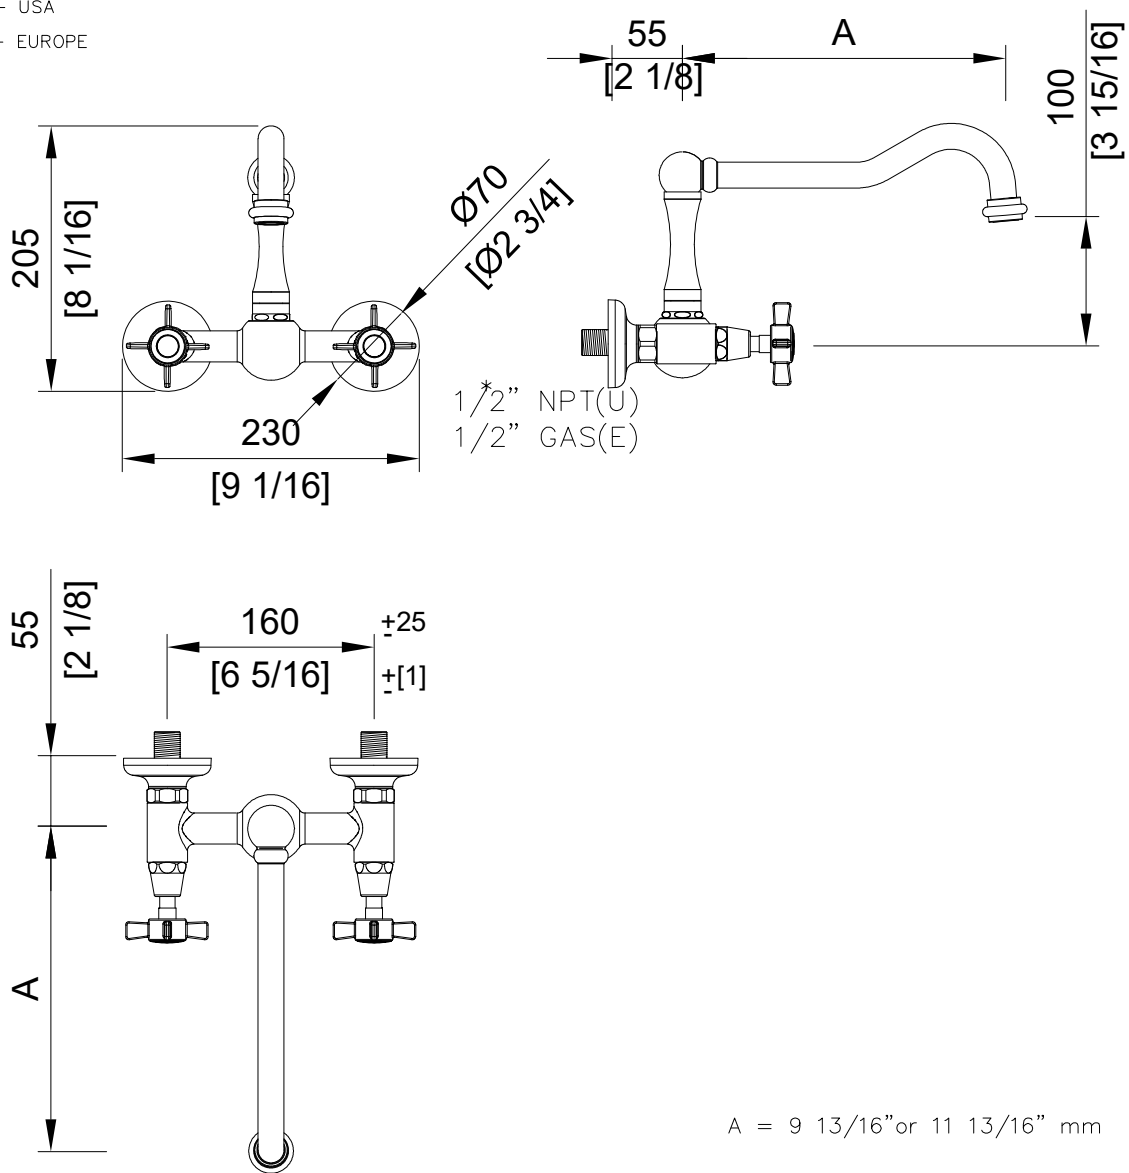 - USA
- EUROPE
55
[2 1/8]
A
100
[3 15/16]
205
[8 1/16]
Ø70
[Ø2 3/4]
230
[9 1/16]
*
1/2” NPT(U)
1/2” GAS(E)
55
[2 1/8]
160
[6 5/16]
±25
±[1]
A
A = 9 13/16”or 11 13/16” mm